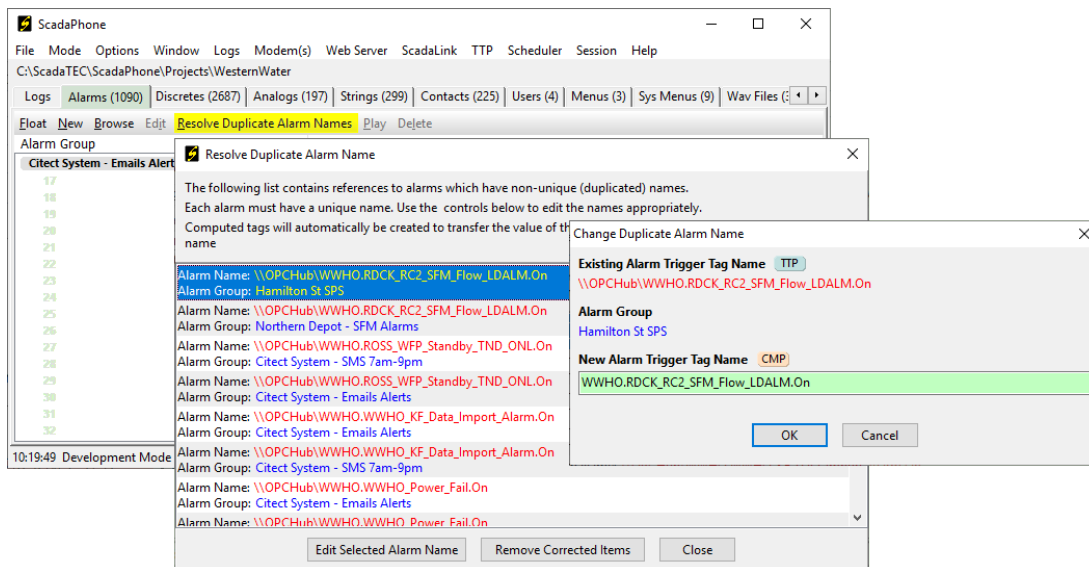 ScadaPhone
File Mode Options Window Logs Modem(s) Web Server ScadaLink TTP Scheduler Session Help
C:\ScadaTEC\ScadaPhone\Projects\WesternWater
Logs Alarms (1090) Discretes (2687) Analogs (197) Strings (299) Contacts (225) Users (4) Menus (3) Sys Menus (9) Wav Files (
Float New Browse Edit Resolve Duplicate Alarm Names Play Delete
Alarm Group
Citect System - Emails Alert
17
18
19
20
21
22
23
24
25
26
27
28
29
30
31
32
10:19:49 Development Mode
Resolve Duplicate Alarm Name
The following list contains references to alarms which have non-unique (duplicated) names.
Each alarm must have a unique name. Use the controls below to edit the names appropriately.
Computed tags will automatically be created to transfer the value of th
name
Alarm Name: \\OPCHub\WWHO.RDCK_RC2_SFM_Flow_LDALM.On
Alarm Group: Hamilton St SPS
Alarm Name: \\OPCHub\WWHO.RDCK_RC2_SFM_Flow_LDALM.On
Alarm Group: Northern Depot - SFM Alarms
Alarm Name: \\OPCHub\WWHO.ROSS_WFP_Standby_TND_ONL.On
Alarm Group: Citect System - SMS 7am-9pm
Alarm Name: \\OPCHub\WWHO.ROSS_WFP_Standby_TND_ONL.On
Alarm Group: Citect System - Emails Alerts
Alarm Name: \\OPCHub\WWHO.WWHO_KF_Data_Import_Alarm.On
Alarm Group: Citect System - Emails Alerts
Alarm Name: \\OPCHub\WWHO.WWHO_KF_Data_Import_Alarm.On
Alarm Group: Citect System - SMS 7am-9pm
Alarm Name: \\OPCHub\WWHO.WWHO_Power_Fail.On
Alarm Group: Citect System - Emails Alerts
Alarm Name: \\OPCHub\WWHO.WWHO_Power_Fail.On
Edit Selected Alarm Name Remove Corrected Items Close
Change Duplicate Alarm Name
Existing Alarm Trigger Tag Name TTP
\\OPCHub\WWHO.RDCK_RC2_SFM_Flow_LDALM.On
Alarm Group
Hamilton St SPS
New Alarm Trigger Tag Name CMP
WWHO.RDCK_RC2_SFM_Flow_LDALM.On
OK Cancel